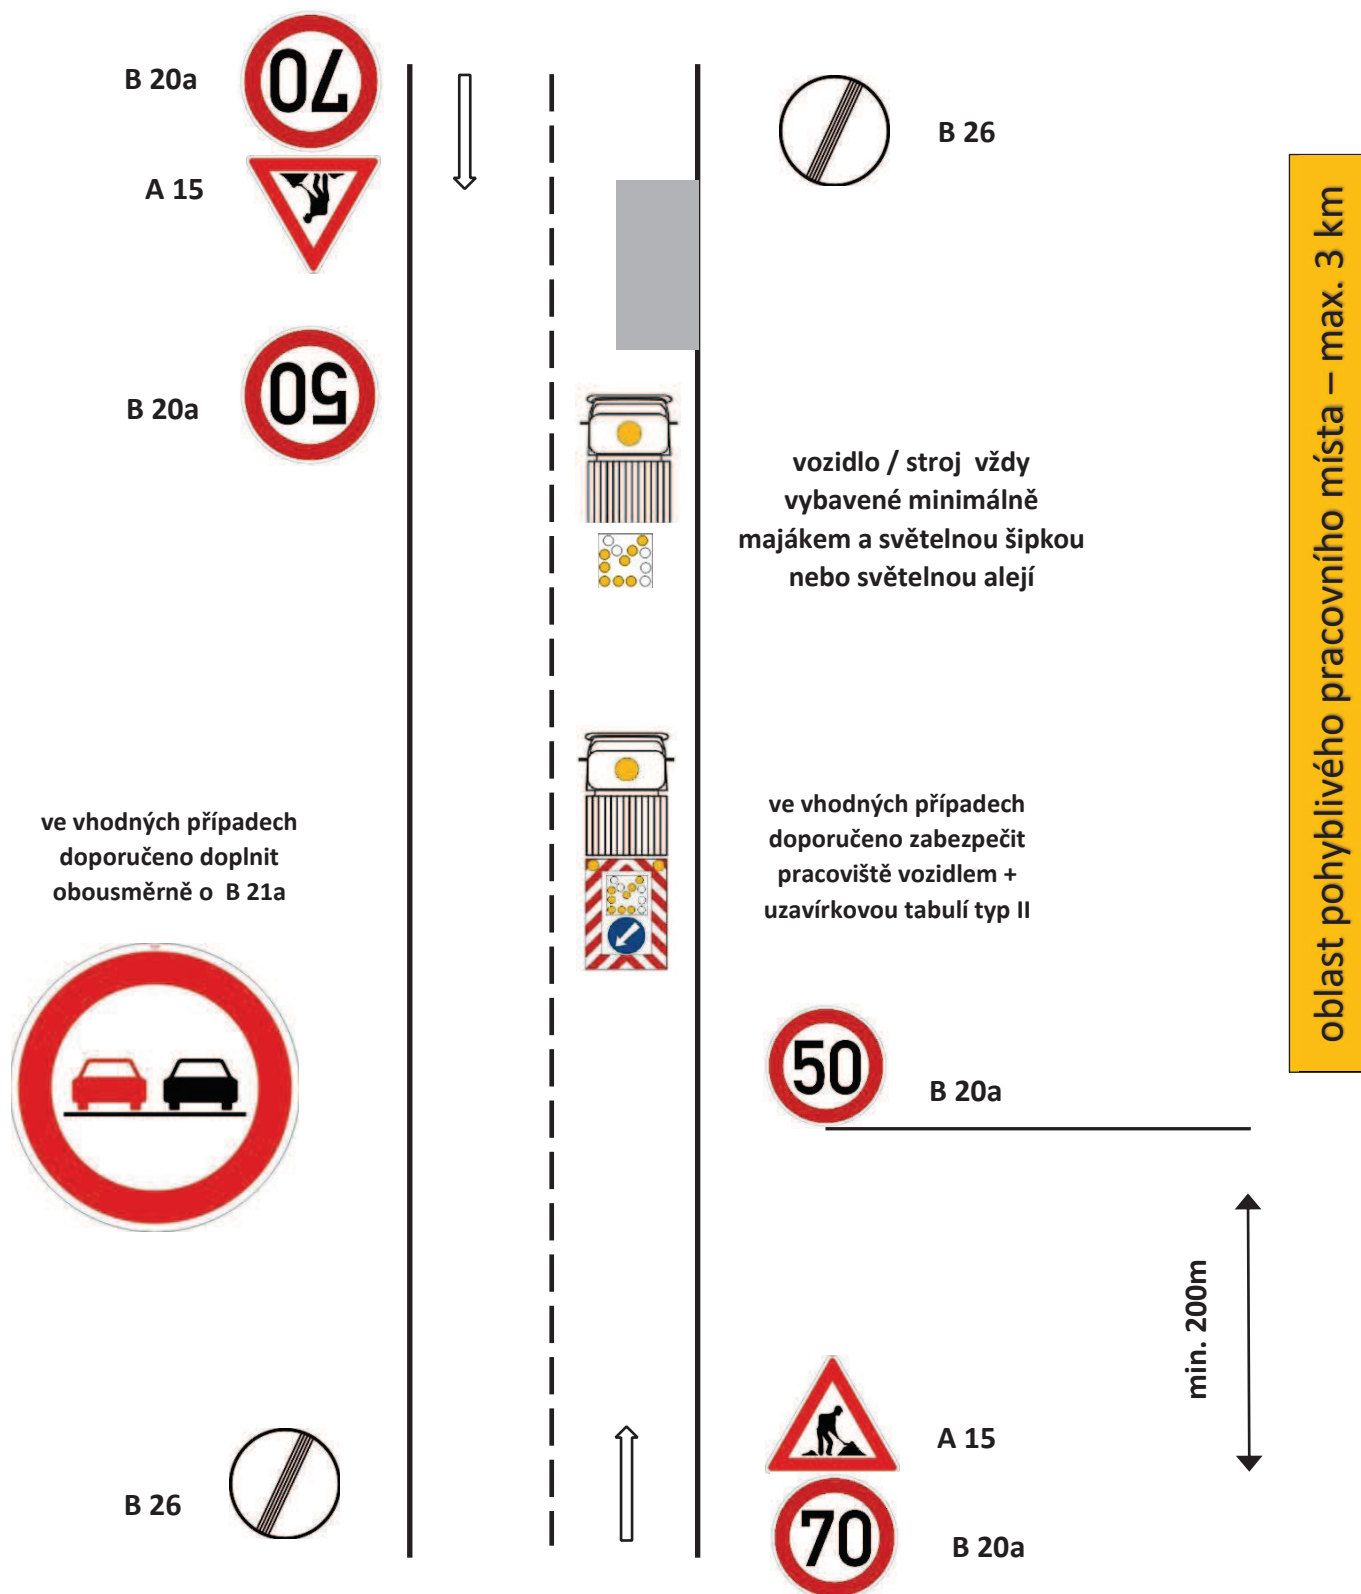 B 20a
70
A 15
B 26
50
B 20a
vozidlo / stroj vždy
vybavené minimálně
majákem a světelnou šipkou
nebo světelnou alejí
ve vhodných případech
doporučeno doplnit
obousměrně o B 21a
ve vhodných případech
doporučeno zabezpečit
pracoviště vozidlem +
uzavírkovou tabulí typ II
50
B 20a
min. 200m
A 15
B 26
70
B 20a
oblast pohyblivého pracovního místa – max. 3 km